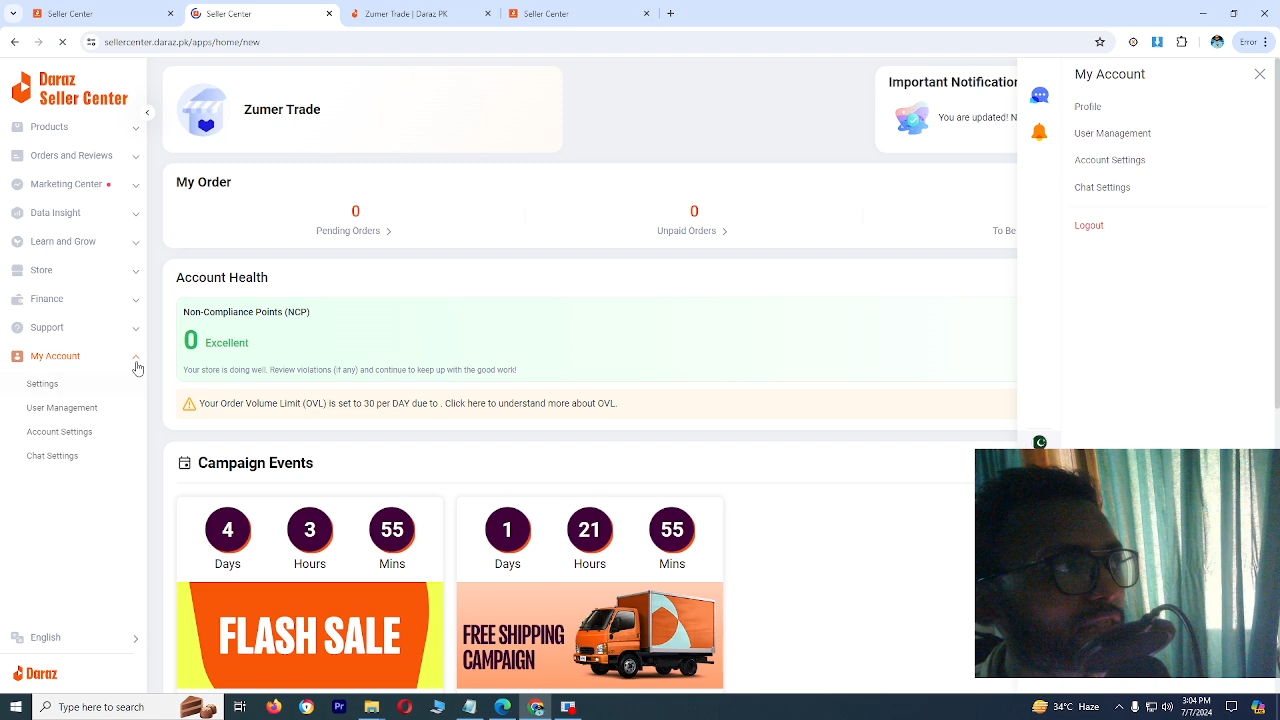 Seller Center
Seller Center
Zumer Trade | Daraz PK
Seller Center
sellercenter.daraz.pk/apps/home/new
Error
Daraz
Seller Center
Products
Orders and Reviews
Marketing Center
Data Insight
Learn and Grow
Store
Finance
Support
My Account
Settings
User Management
Account Settings
Chat Settings
English
Daraz
Zumer Trade
Important Notification
You are updated! N
My Order
0
Pending Orders
0
Unpaid Orders
To Be
Account Health
Non-Compliance Points (NCP)
0 Excellent
Your store is doing well. Review violations (if any) and continue to keep up with the good work!
Your Order Volume Limit (OVL) is set to 30 per DAY due to . Click here to understand more about OVL.
Campaign Events
4 3 55
Days Hours Mins
FLASH SALE
1 21 55
Days Hours Mins
FREE SHIPPING
CAMPAIGN
My Account
Profile
User Management
Account Settings
Chat Settings
Logout
Type here to search
Pr
34°C Haze
3:04 PM
7/7/2024